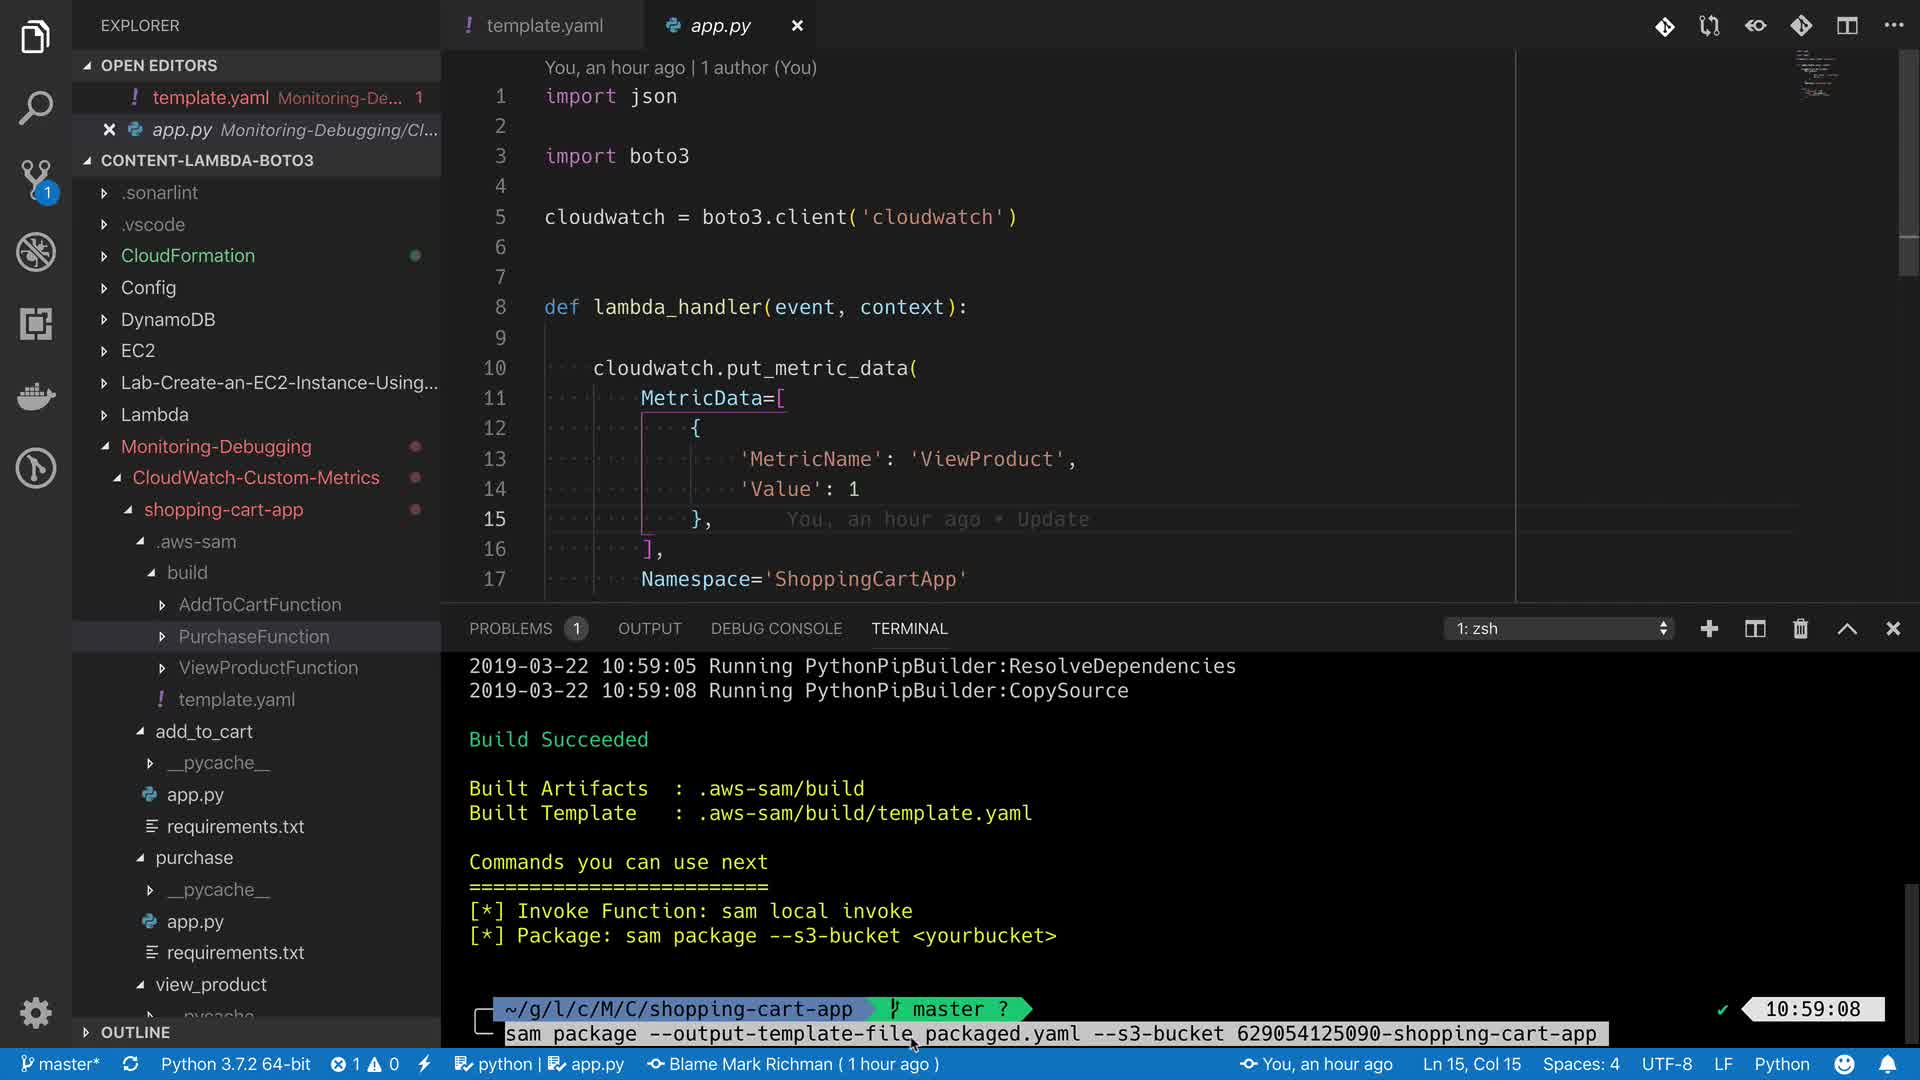 EXPLORER
OPEN EDITORS
! template.yaml Monitoring-De... 1
app.py Monitoring-Debugging/Cl...
CONTENT-LAMBDA-BOTO3
.sonarlint
.vscode
CloudFormation
Config
DynamoDB
EC2
Lab-Create-an-EC2-Instance-Using...
Lambda
Monitoring-Debugging
CloudWatch-Custom-Metrics
shopping-cart-app
.aws-sam
build
AddToCartFunction
PurchaseFunction
ViewProductFunction
! template.yaml
add_to_cart
__pycache__
app.py
requirements.txt
purchase
__pycache__
app.py
requirements.txt
view_product
__pycache__
OUTLINE
1
! template.yaml
app.py
You, an hour ago | 1 author (You)
1 import json
2
3 import boto3
4
5 cloudwatch = boto3.client('cloudwatch')
6
7
8 def lambda_handler(event, context):
9
10 cloudwatch.put_metric_data(
11 MetricData=[
12 {
13 'MetricName': 'ViewProduct',
14 'Value': 1
15 }, You, an hour ago • Update
16 ],
17 Namespace='ShoppingCartApp'
PROBLEMS 1 OUTPUT DEBUG CONSOLE TERMINAL 1: zsh
2019-03-22 10:59:05 Running PythonPipBuilder:ResolveDependencies
2019-03-22 10:59:08 Running PythonPipBuilder:CopySource
Build Succeeded
Built Artifacts : .aws-sam/build
Built Template : .aws-sam/build/template.yaml
Commands you can use next
=========================
[*] Invoke Function: sam local invoke
[*] Package: sam package --s3-bucket <yourbucket>
~/g/l/c/M/C/shopping-cart-app master ? ✓ 10:59:08
sam package --output-template-file packaged.yaml --s3-bucket 629054125090-shopping-cart-app
master* Python 3.7.2 64-bit 1 0 python | app.py Blame Mark Richman ( 1 hour ago ) You, an hour ago Ln 15, Col 15 Spaces: 4 UTF-8 LF Python